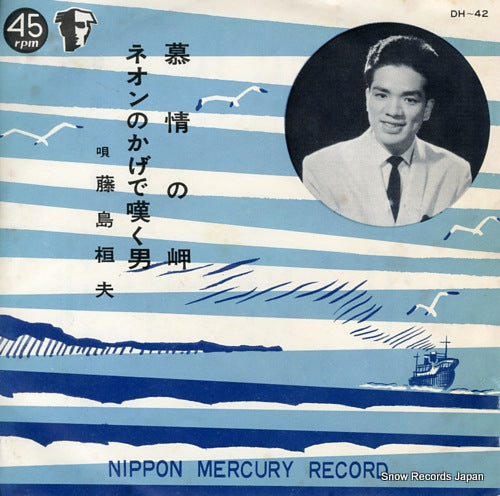 45
rpm
DH~42
慕情の岬
ネオンのかげで嘆く男
唄 藤島桓夫
NIPPON MERCURY RECORD
Snow Records Japan